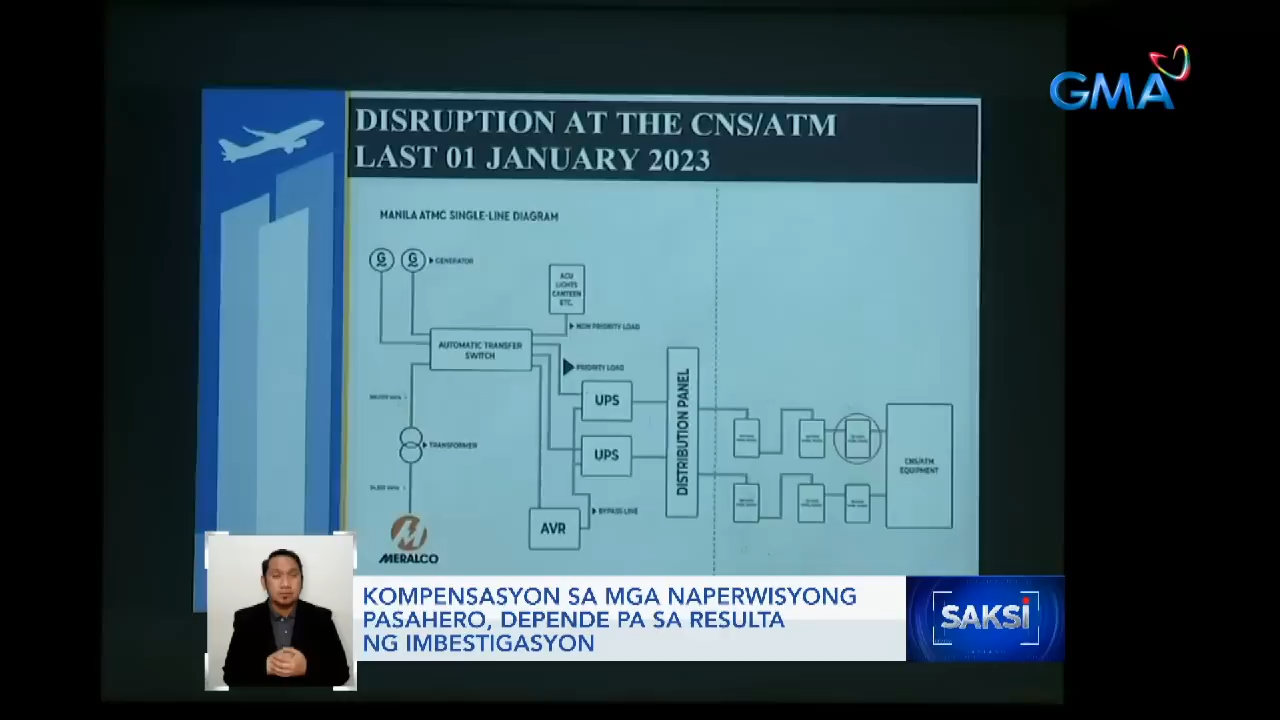 GMA
DISRUPTION AT THE CNS/ATM
LAST 01 JANUARY 2023
MANILA ATMC SINGLE-LINE DIAGRAM
G
G
GENERATOR
ACU
LIGHTS
CANTEEN
ETC.
NON PRIORITY LOAD
AUTOMATIC TRANSFER
SWITCH
PRIORITY LOAD
UPS
UPS
DISTRIBUTION PANEL
TRANSFORMER
CNS/ATM
EQUIPMENT
BYPASS LINE
AVR
MERALCO
KOMPENSASYON SA MGA NAPERWISYONG
PASAHERO, DEPENDE PA SA RESULTA
NG IMBESTIGASYON
SAKSI